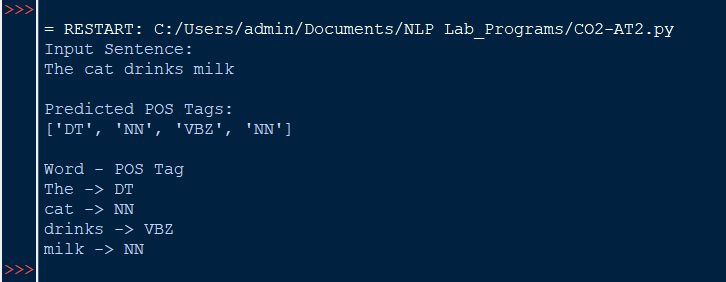 >>>
= RESTART: C:/Users/admin/Documents/NLP Lab_Programs/CO2-AT2.py
Input Sentence:
The cat drinks milk
Predicted POS Tags:
['DT', 'NN', 'VBZ', 'NN']
Word - POS Tag
The -> DT
cat -> NN
drinks -> VBZ
milk -> NN
>>>